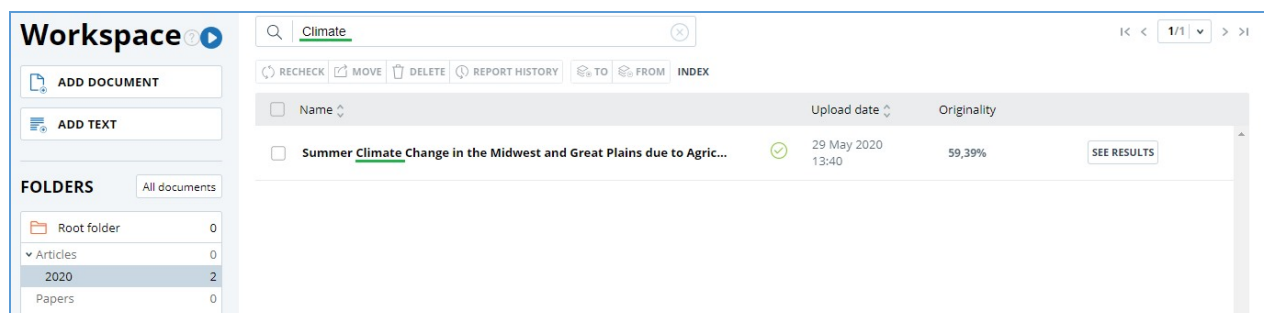 Workspace
ADD DOCUMENT
ADD TEXT
FOLDERS All documents
Root folder 0
Articles 0
2020 2
Papers 0
Climate
1/1
RECHECK MOVE DELETE REPORT HISTORY TO FROM INDEX
Name Upload date Originality
Summer Climate Change in the Midwest and Great Plains due to Agric... 29 May 2020 13:40 59,39% SEE RESULTS